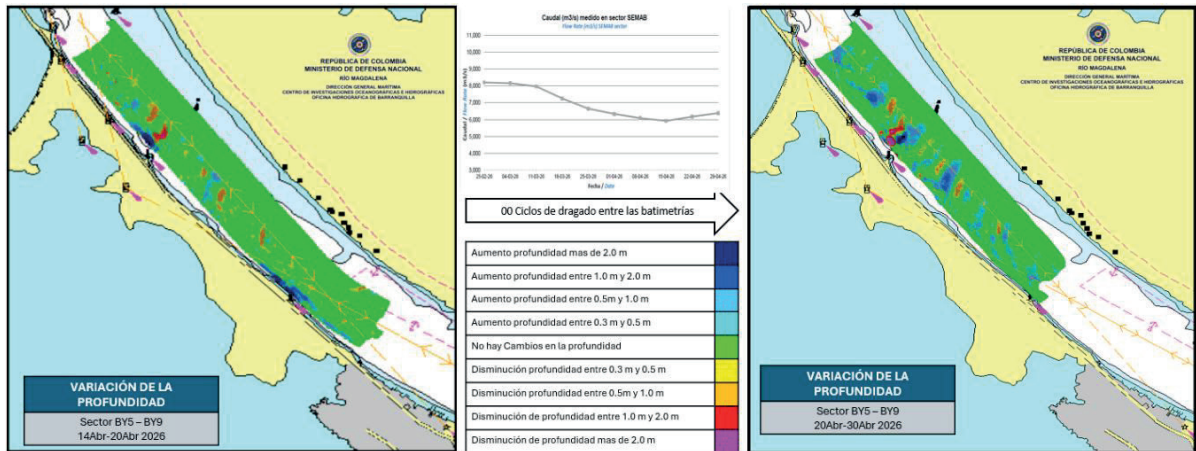 REPÚBLICA DE COLOMBIA
MINISTERIO DE DEFENSA NACIONAL
RÍO MAGDALENA
DIRECCIÓN GENERAL MARÍTIMA
CENTRO DE INVESTIGACIONES OCEANOGRÁFICAS E HIDROGRÁFICAS
OFICINA HIDROGRÁFICA DE BARRANQUILLA
VARIACIÓN DE LA
PROFUNDIDAD
Sector BY5 – BY9
14Abr-20Abr 2026
Caudal (m3/s) medido en sector SEMAB
Flow Rate (m3/s) SEMAB sector
Caudal / Flow Rate (m3/s)
11,000
10,000
9,000
8,000
7,000
6,000
5,000
4,000
3,000
Fecha / Date
00 Ciclos de dragado entre las batimetrías
Aumento profundidad mas de 2.0 m
Aumento profundidad entre 1.0 m y 2.0 m
Aumento profundidad entre 0.5m y 1.0 m
Aumento profundidad entre 0.3 m y 0.5 m
No hay Cambios en la profundidad
Disminución profundidad entre 0.3 m y 0.5 m
Disminución profundidad entre 0.5m y 1.0 m
Disminución de profundidad entre 1.0 m y 2.0 m
Disminución de profundidad mas de 2.0 m
REPÚBLICA DE COLOMBIA
MINISTERIO DE DEFENSA NACIONAL
RÍO MAGDALENA
DIRECCIÓN GENERAL MARÍTIMA
CENTRO DE INVESTIGACIONES OCEANOGRÁFICAS E HIDROGRÁFICAS
OFICINA HIDROGRÁFICA DE BARRANQUILLA
VARIACIÓN DE LA
PROFUNDIDAD
Sector BY5 – BY9
20Abr-30Abr 2026